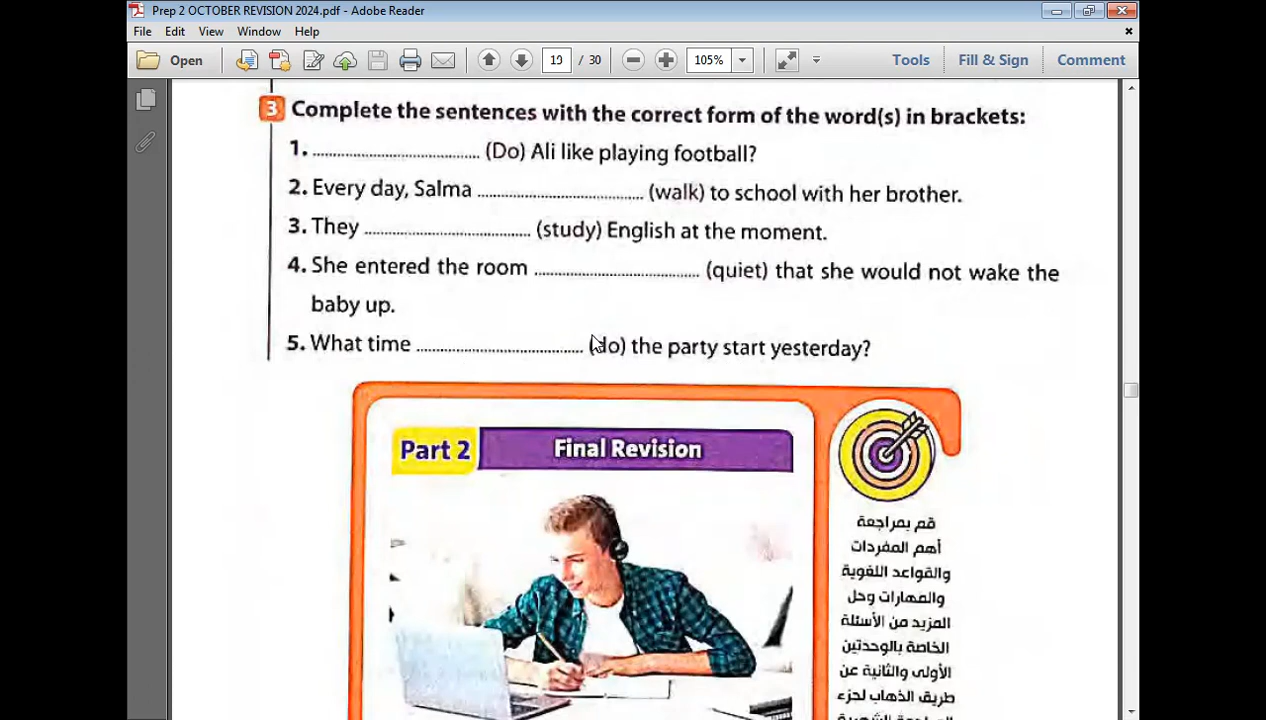 Prep 2 OCTOBER REVISION 2024.pdf - Adobe Reader
File Edit View Window Help
Open 19 / 30 105% Tools Fill & Sign Comment
3 Complete the sentences with the correct form of the word(s) in brackets:
1. .......................................... (Do) Ali like playing football?
2. Every day, Salma .......................................... (walk) to school with her brother.
3. They .......................................... (study) English at the moment.
4. She entered the room .......................................... (quiet) that she would not wake the
baby up.
5. What time .......................................... (do) the party start yesterday?
Part 2 Final Revision
قم بمراجعة
أهم المفردات
والقواعد اللغوية
والمهارات وحل
المزيد من الأسئلة
الخاصة بالوحدتين
الأولى والثانية عن
طريق الذهاب لجزء